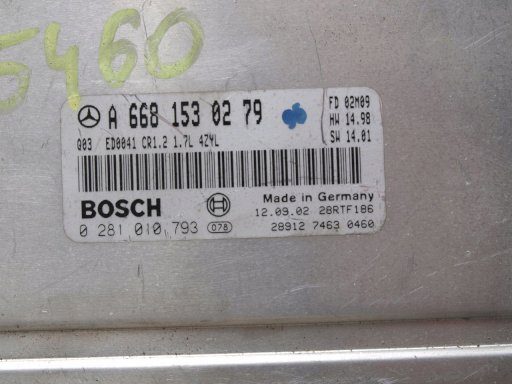 5460
A 668 153 02 79
FD 02M09
HW 14.98
SW 14.01
Q03 ED0041 CR1.2 1.7L 4ZYL
BOSCH
Made in Germany
12.09.02 28RTF186
0 281 010 793 078
28912 7463 0460